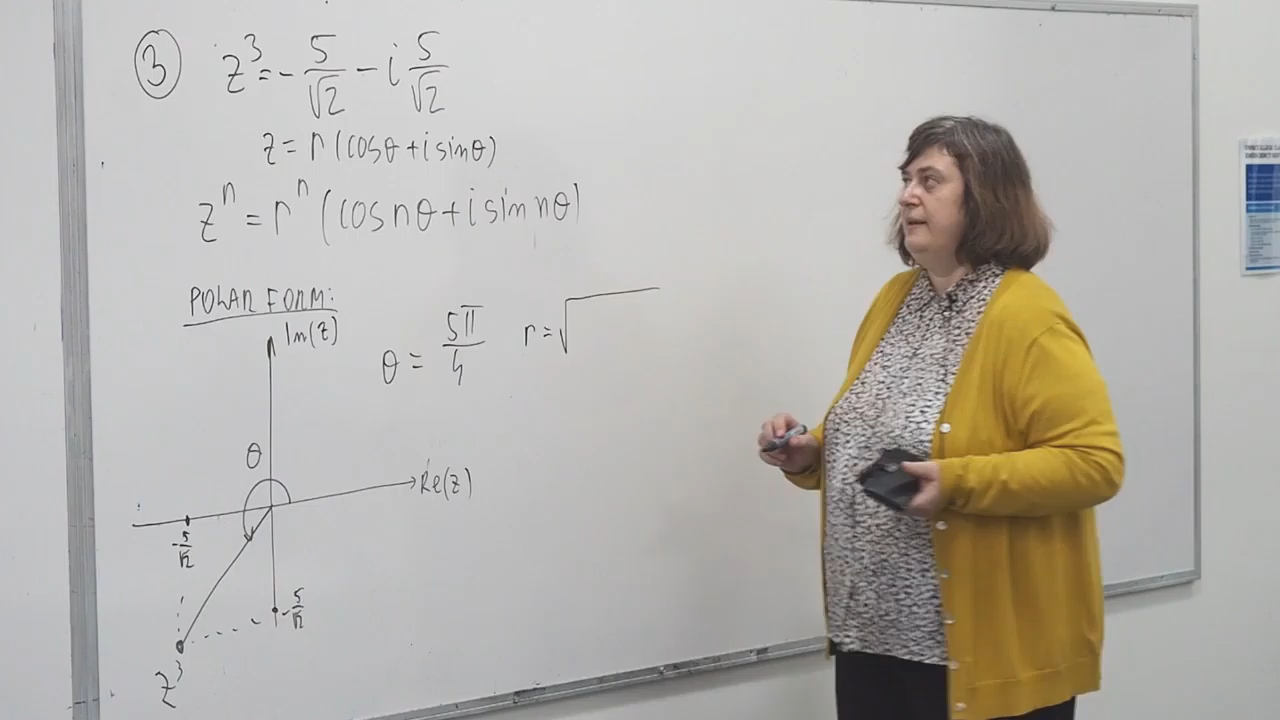 ③ z³ = - 5/√2 - i 5/√2
z = r (cosθ + i sinθ)
zⁿ = rⁿ (cos nθ + i sin nθ)
POLAR FORM:
Im(z)
θ = 5π/4 r = √
θ
Re(z)
- 5/√2
- 5/√2
z³